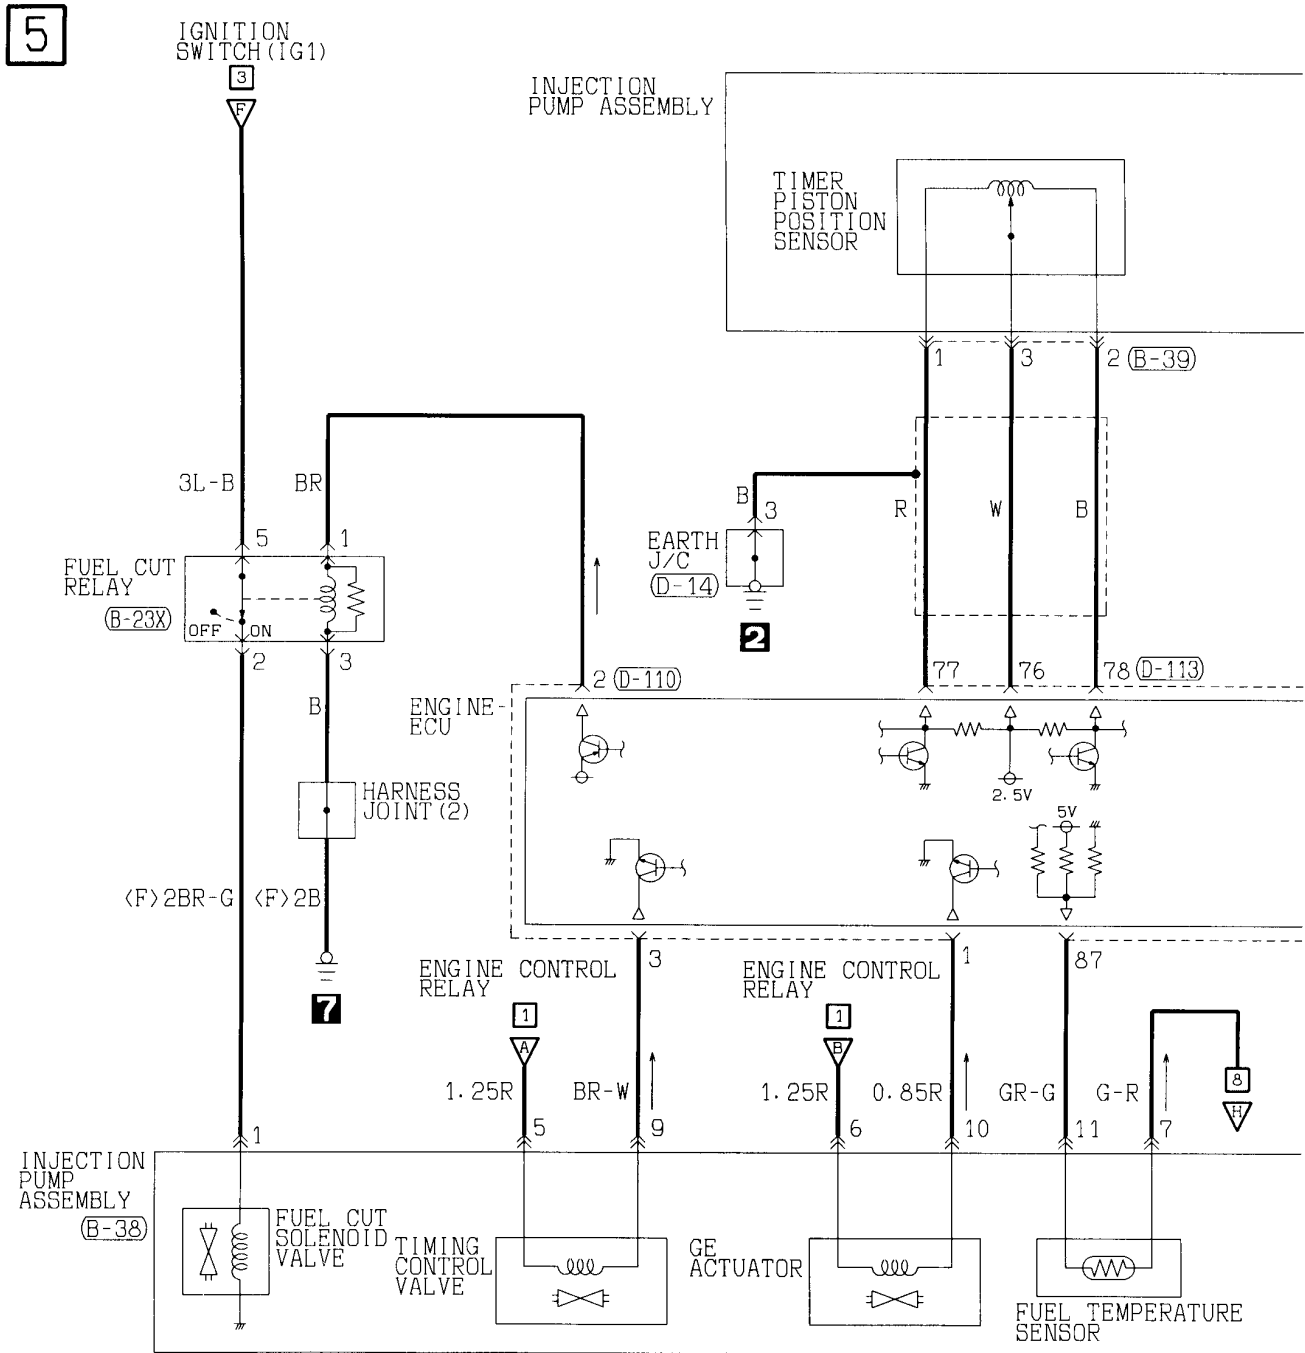 5
IGNITION
SWITCH(IG1)
3
F
INJECTION
PUMP ASSEMBLY
TIMER
PISTON
POSITION
SENSOR
1
3
2
B-39
3L-B
BR
B
3
R
W
B
5
1
FUEL CUT
RELAY
B-23X
OFF
ON
EARTH
J/C
D-14
2
2
3
2
D-110
77
76
78
D-113
B
ENGINE
ECU
HARNESS
JOINT(2)
2.5V
5V
<F>2BR-G
<F>2B
7
3
1
87
ENGINE CONTROL
RELAY
1
A
ENGINE CONTROL
RELAY
1
B
1.25R
BR-W
1.25R
0.85R
GR-G
G-R
8
H
1
5
9
6
10
11
7
INJECTION
PUMP
ASSEMBLY
B-38
FUEL CUT
SOLENOID
VALVE
TIMING
CONTROL
VALVE
GE
ACTUATOR
FUEL TEMPERATURE
SENSOR